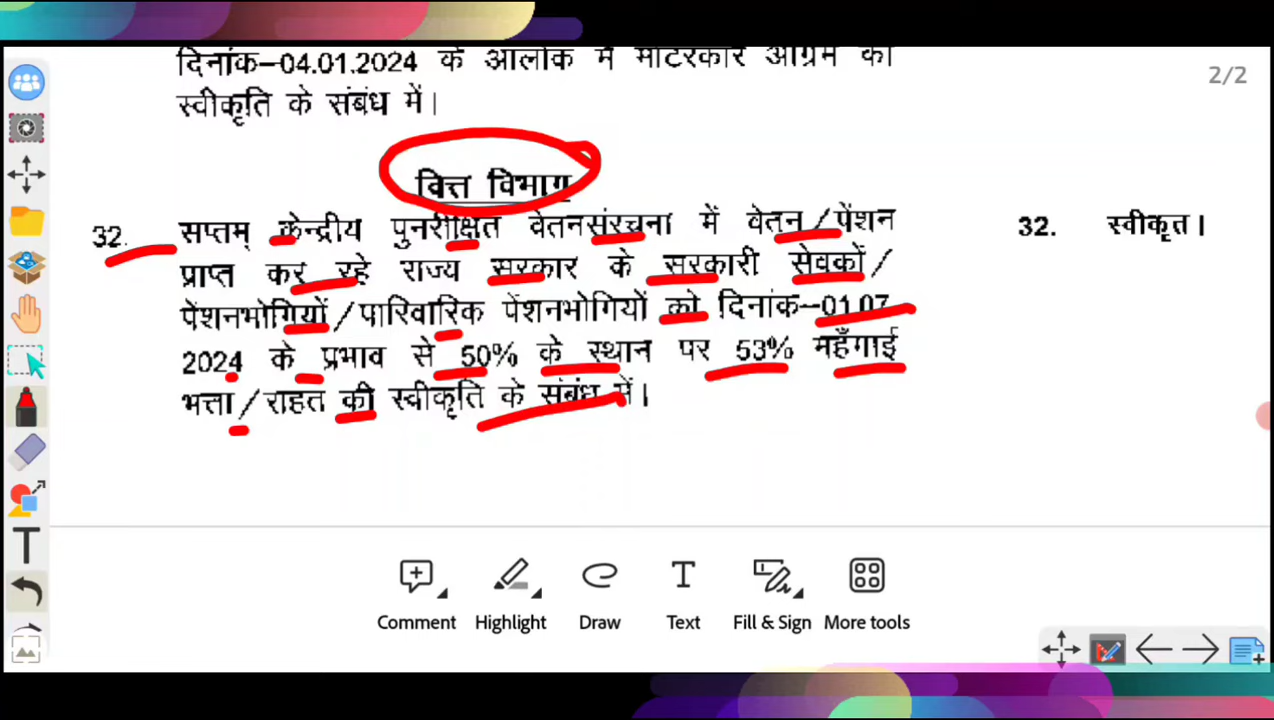 दिनांक–04.01.2024 के आलोक में मोटरकार अग्रिम की
2/2
स्वीकृति के संबंध में।
वित्त विभाग
32. सप्तम् केन्द्रीय पुनरीक्षित वेतनसंरचना में वेतन/पेंशन
32. स्वीकृत।
प्राप्त कर रहे राज्य सरकार के सरकारी सेवकों/
पेंशनभोगियों/पारिवारिक पेंशनभोगियों को दिनांक–01.07.
2024 के प्रभाव से 50% के स्थान पर 53% महँगाई
भत्ता/राहत की स्वीकृति के संबंध में।
Comment Highlight Draw Text Fill & Sign More tools